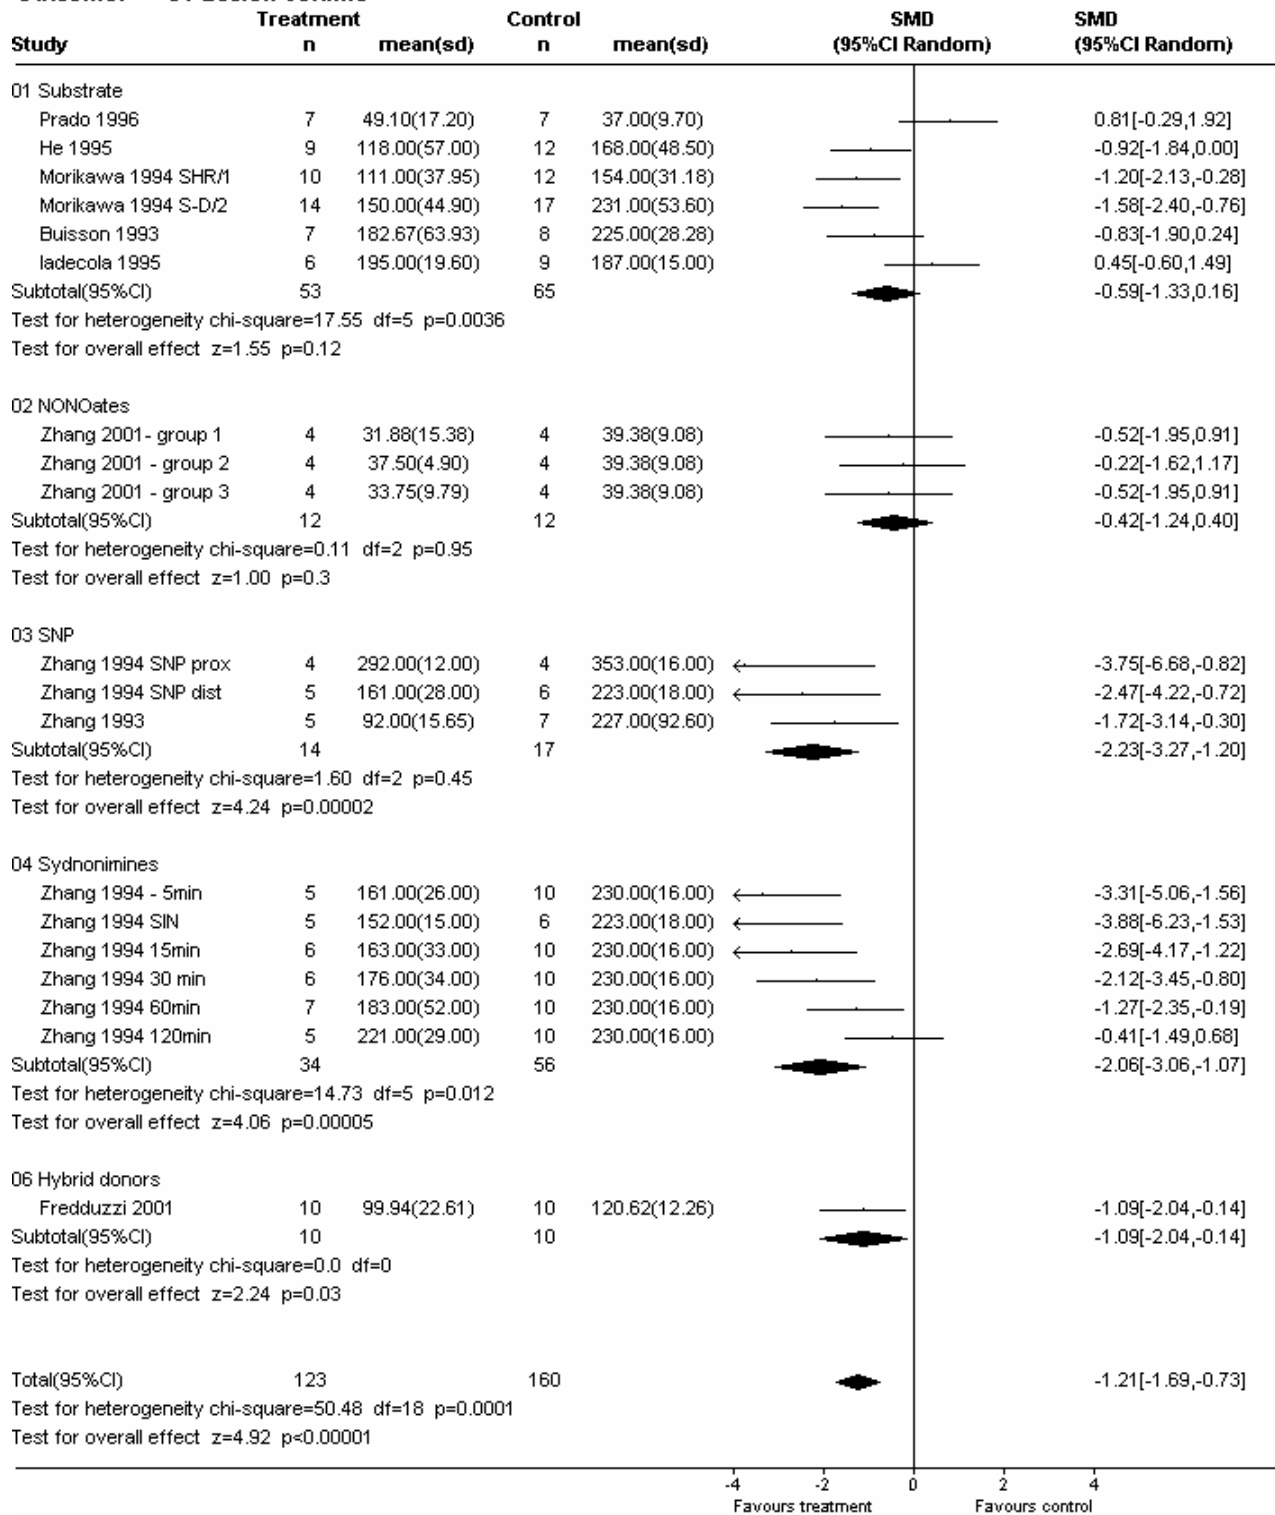 Treatment Control SMD SMD
Study n mean(sd) n mean(sd) (95%CI Random) (95%CI Random)
01 Substrate
Prado 1996 7 49.10(17.20) 7 37.00(9.70) 0.81[-0.29,1.92]
He 1995 9 118.00(57.00) 12 168.00(48.50) -0.92[-1.84,0.00]
Morikawa 1994 SHR/1 10 111.00(37.95) 12 154.00(31.18) -1.20[-2.13,-0.28]
Morikawa 1994 S-D/2 14 150.00(44.90) 17 231.00(53.60) -1.58[-2.40,-0.76]
Buisson 1993 7 182.67(63.93) 8 225.00(28.28) -0.83[-1.90,0.24]
Iadecola 1995 6 195.00(19.60) 9 187.00(15.00) 0.45[-0.60,1.49]
Subtotal(95%CI) 53 65 -0.59[-1.33,0.16]
Test for heterogeneity chi-square=17.55 df=5 p=0.0036
Test for overall effect z=1.55 p=0.12
02 NONOates
Zhang 2001- group 1 4 31.88(15.38) 4 39.38(9.08) -0.52[-1.95,0.91]
Zhang 2001 - group 2 4 37.50(4.90) 4 39.38(9.08) -0.22[-1.62,1.17]
Zhang 2001 - group 3 4 33.75(9.79) 4 39.38(9.08) -0.52[-1.95,0.91]
Subtotal(95%CI) 12 12 -0.42[-1.24,0.40]
Test for heterogeneity chi-square=0.11 df=2 p=0.95
Test for overall effect z=1.00 p=0.3
03 SNP
Zhang 1994 SNP prox 4 292.00(12.00) 4 353.00(16.00) -3.75[-6.68,-0.82]
Zhang 1994 SNP dist 5 161.00(28.00) 6 223.00(18.00) -2.47[-4.22,-0.72]
Zhang 1993 5 92.00(15.65) 7 227.00(92.60) -1.72[-3.14,-0.30]
Subtotal(95%CI) 14 17 -2.23[-3.27,-1.20]
Test for heterogeneity chi-square=1.60 df=2 p=0.45
Test for overall effect z=4.24 p=0.00002
04 Sydnonimines
Zhang 1994 - 5min 5 161.00(26.00) 10 230.00(16.00) -3.31[-5.06,-1.56]
Zhang 1994 SIN 5 152.00(15.00) 6 223.00(18.00) -3.88[-6.23,-1.53]
Zhang 1994 15min 6 163.00(33.00) 10 230.00(16.00) -2.69[-4.17,-1.22]
Zhang 1994 30 min 6 176.00(34.00) 10 230.00(16.00) -2.12[-3.45,-0.80]
Zhang 1994 60min 7 183.00(52.00) 10 230.00(16.00) -1.27[-2.35,-0.19]
Zhang 1994 120min 5 221.00(29.00) 10 230.00(16.00) -0.41[-1.49,0.68]
Subtotal(95%CI) 34 56 -2.06[-3.06,-1.07]
Test for heterogeneity chi-square=14.73 df=5 p=0.012
Test for overall effect z=4.06 p=0.00005
06 Hybrid donors
Fredduzzi 2001 10 99.94(22.61) 10 120.62(12.26) -1.09[-2.04,-0.14]
Subtotal(95%CI) 10 10 -1.09[-2.04,-0.14]
Test for heterogeneity chi-square=0.0 df=0
Test for overall effect z=2.24 p=0.03
Total(95%CI) 123 160 -1.21[-1.69,-0.73]
Test for heterogeneity chi-square=50.48 df=18 p=0.0001
Test for overall effect z=4.92 p<0.00001
-4 -2 0 2 4
Favours treatment Favours control